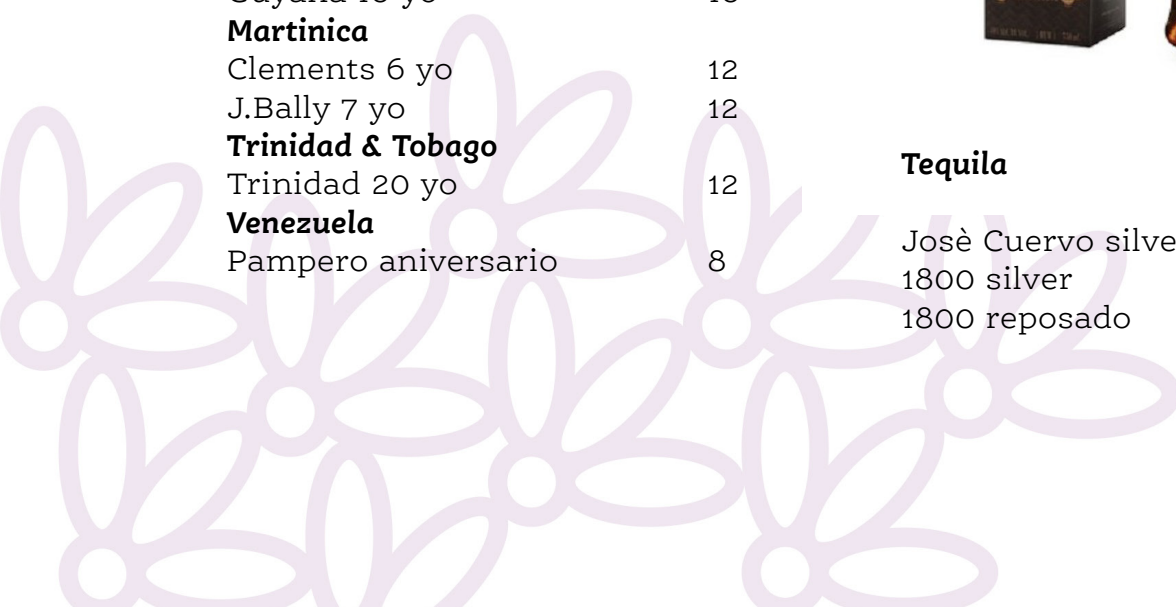 Martinica
Clements 6 yo 12
J.Bally 7 yo 12
Trinidad & Tobago
Trinidad 20 yo 12
Venezuela
Pampero aniversario 8
Tequila
Josè Cuervo silve
1800 silver
1800 reposado